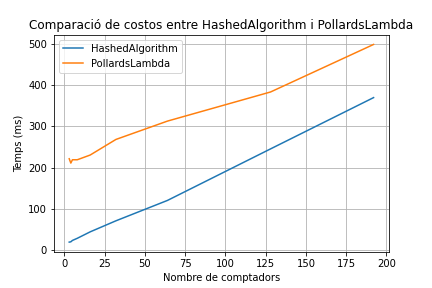 Comparació de costos entre HashedAlgorithm i PollardsLambda
HashedAlgorithm
PollardsLambda
Temps (ms)
500
400
300
200
100
0
0 25 50 75 100 125 150 175 200
Nombre de comptadors